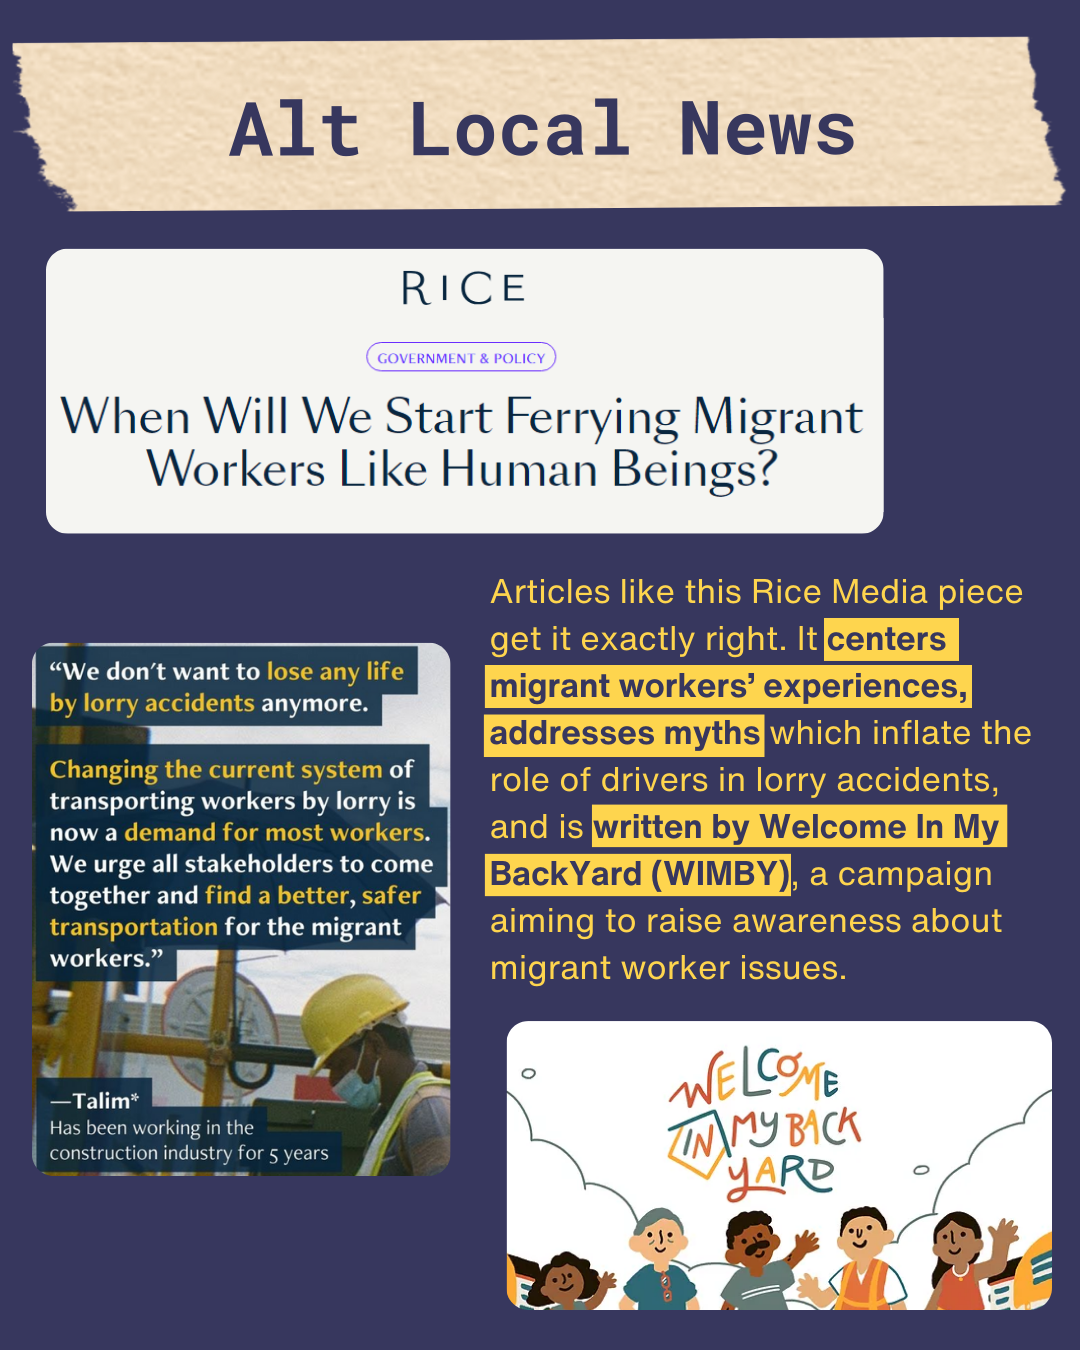 Alt Local News
RICE
GOVERNMENT & POLICY
When Will We Start Ferrying Migrant
Workers Like Human Beings?
Articles like this Rice Media piece
get it exactly right. It centers
migrant workers’ experiences,
addresses myths which inflate the
role of drivers in lorry accidents,
and is written by Welcome In My
BackYard (WIMBY), a campaign
aiming to raise awareness about
migrant worker issues.
“We don’t want to lose any life
by lorry accidents anymore.
Changing the current system of
transporting workers by lorry is
now a demand for most workers.
We urge all stakeholders to come
together and find a better, safer
transportation for the migrant
workers.”
—Talim*
Has been working in the
construction industry for 5 years
WELCOME
IN MY BACK
YARD